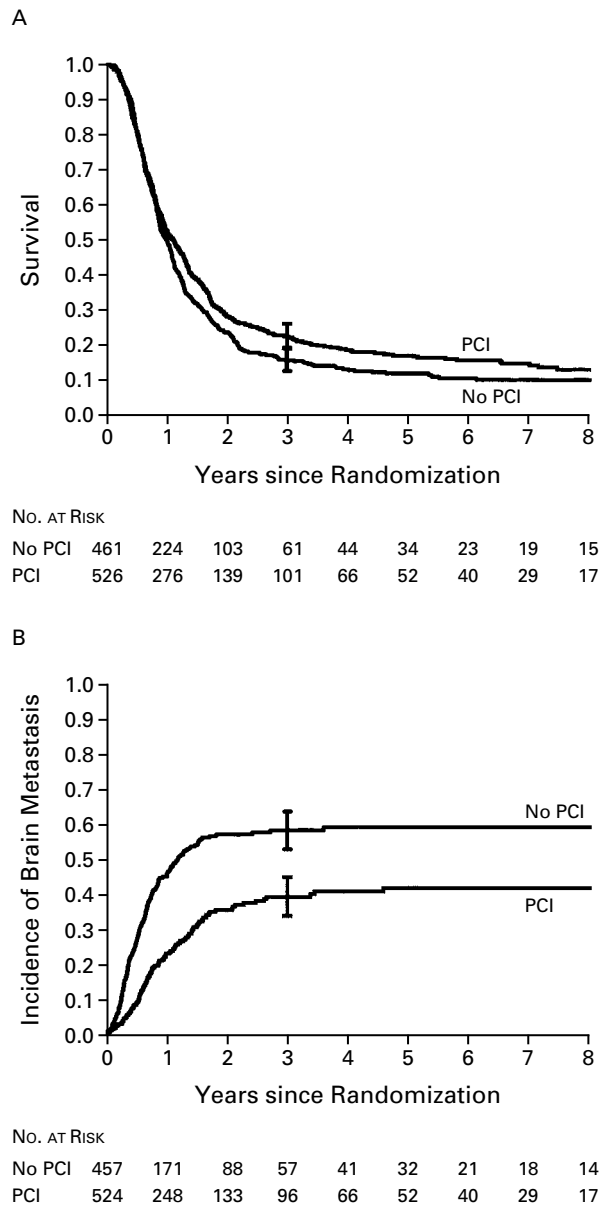 A
1.0
0.9
0.8
0.7
0.6
0.5
0.4
0.3
0.2
0.1
0.0
Survival
PCI
No PCI
0 1 2 3 4 5 6 7 8
Years since Randomization
NO. AT RISK
No PCI 461 224 103 61 44 34 23 19 15
PCI 526 276 139 101 66 52 40 29 17
B
1.0
0.9
0.8
0.7
0.6
0.5
0.4
0.3
0.2
0.1
0.0
Incidence of Brain Metastasis
No PCI
PCI
0 1 2 3 4 5 6 7 8
Years since Randomization
NO. AT RISK
No PCI 457 171 88 57 41 32 21 18 14
PCI 524 248 133 96 66 52 40 29 17